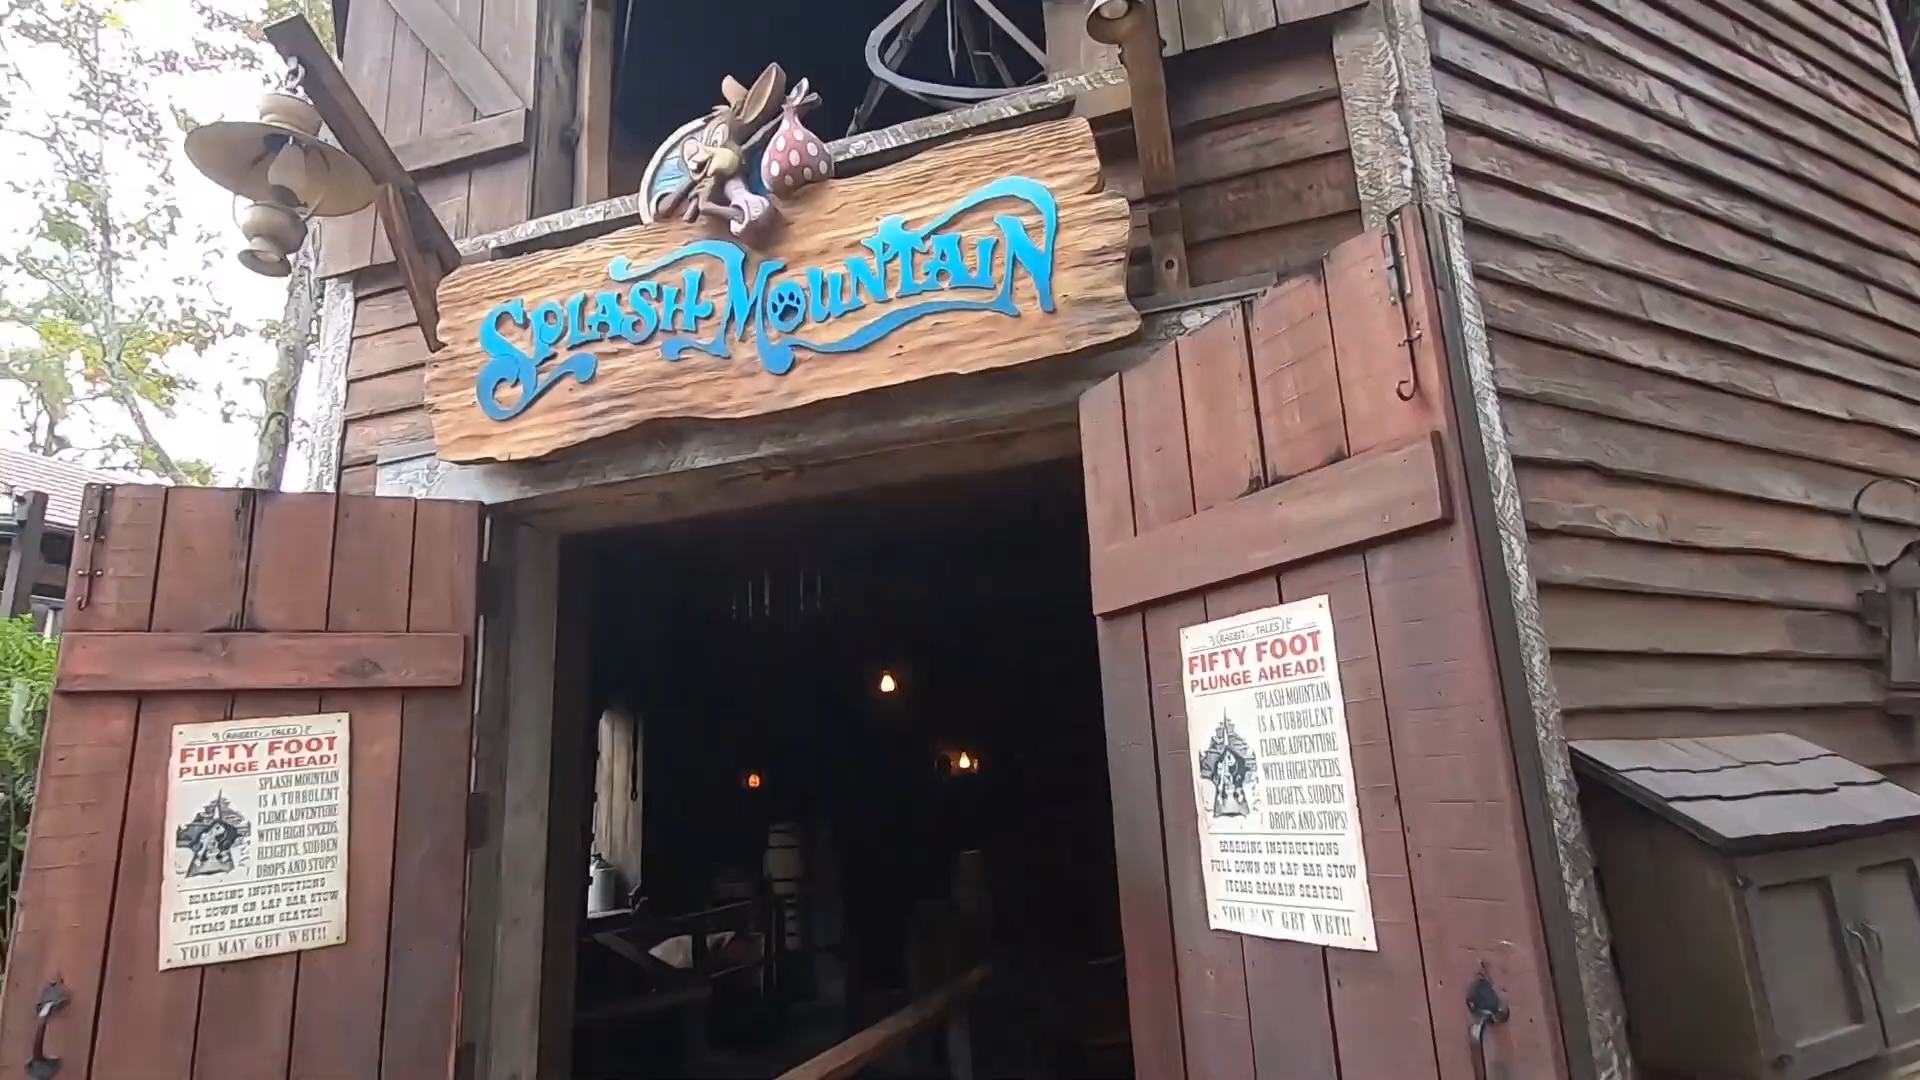 SPLASH MOUNTAIN
RABBIT TALES
FIFTY FOOT
PLUNGE AHEAD!
SPLASH MOUNTAIN
IS A TURBULENT
FLUME ADVENTURE
WITH HIGH SPEEDS,
HEIGHTS, SUDDEN
DROPS AND STOPS!
BOARDING INSTRUCTIONS
PULL DOWN ON LAP BAR STOW
ITEMS REMAIN SEATED!
YOU MAY GET WET!!
RABBIT TALES
FIFTY FOOT
PLUNGE AHEAD!
SPLASH MOUNTAIN
IS A TURBULENT
FLUME ADVENTURE
WITH HIGH SPEEDS,
HEIGHTS, SUDDEN
DROPS AND STOPS!
BOARDING INSTRUCTIONS
PULL DOWN ON LAP BAR STOW
ITEMS REMAIN SEATED!
YOU MAY GET WET!!